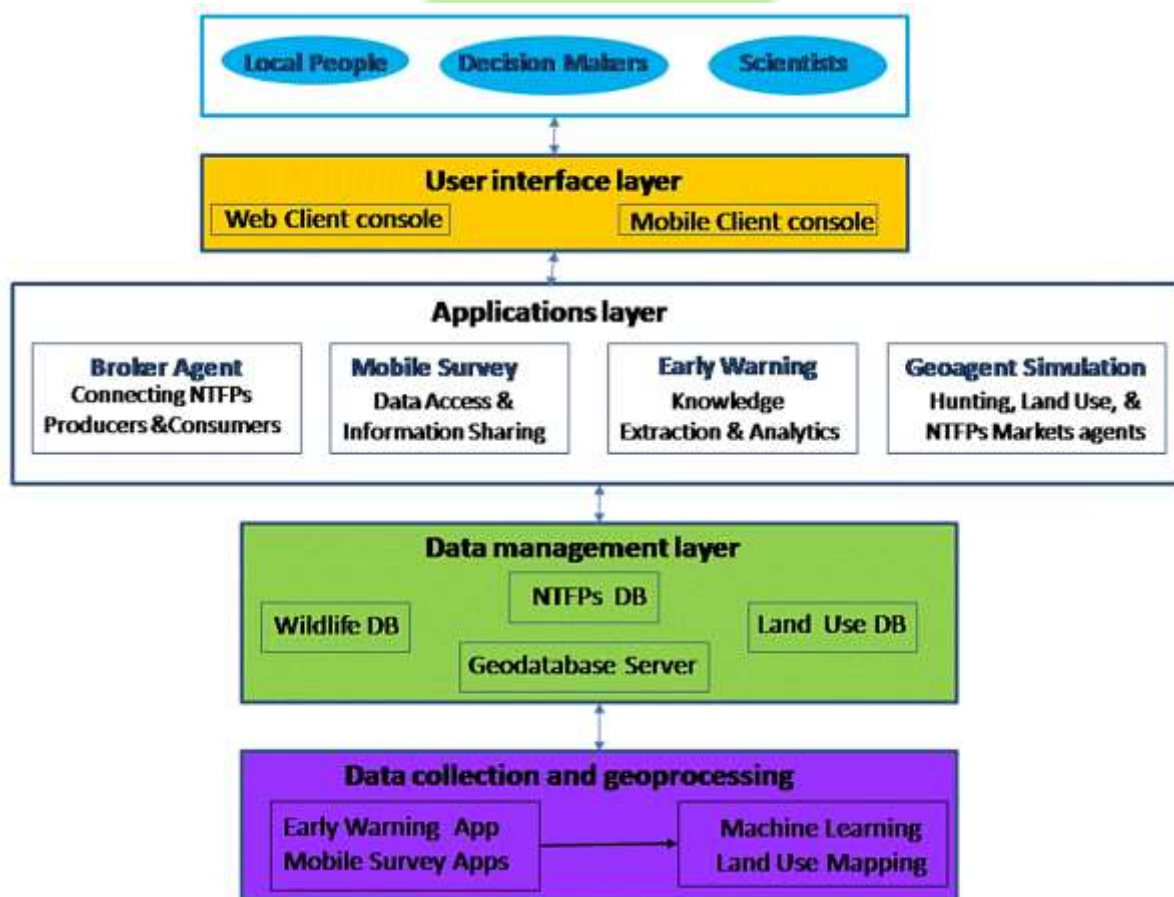 Local People
Decision Makers
Scientists
User interface layer
Web Client console
Mobile Client console
Applications layer
Broker Agent
Connecting NTFPs
Producers &Consumers
Mobile Survey
Data Access &
Information Sharing
Early Warning
Knowledge
Extraction & Analytics
Geoagent Simulation
Hunting, Land Use, &
NTFPs Markets agents
Data management layer
NTFPs DB
Wildlife DB
Land Use DB
Geodatabase Server
Data collection and geoprocessing
Early Warning App
Mobile Survey Apps
Machine Learning
Land Use Mapping